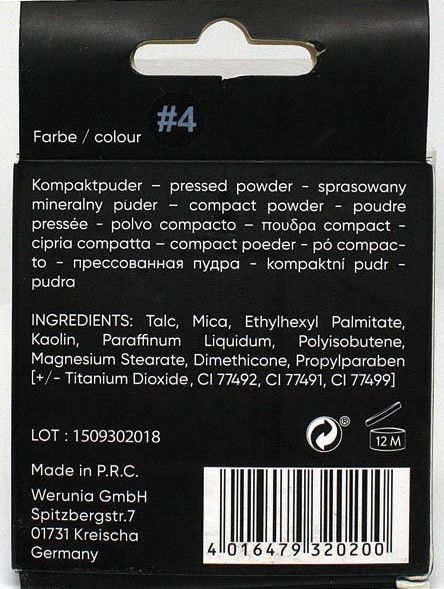 #4
Farbe / colour
Kompaktpuder – pressed powder - sprasowany
mineralny puder – compact powder - poudre
pressée - polvo compacto – πουδρα compact -
cipria compatta – compact poeder - pó compac-
to - прессованная пудра - kompaktní pudr -
pudra
INGREDIENTS: Talc, Mica, Ethylhexyl Palmitate,
Kaolin, Paraffinum Liquidum, Polyisobutene,
Magnesium Stearate, Dimethicone, Propylparaben
[+/- Titanium Dioxide, CI 77492, CI 77491, CI 77499]
LOT : 1509302018
®
12 M
Made in P.R.C.
Werunia GmbH
Spitzbergstr.7
01731 Kreischa
Germany
4 016479 320200